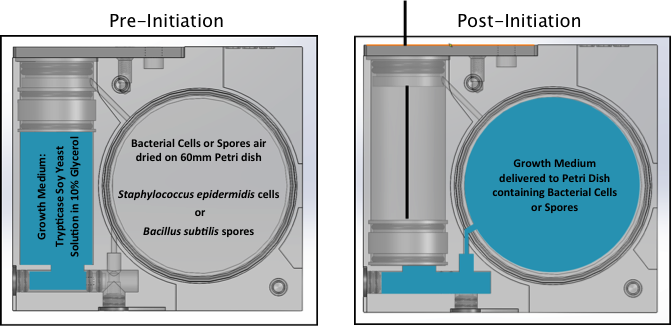 Pre-Initiation
Growth Medium:
Trypticase Soy Yeast
Solution in 10% Glycerol
Bacterial Cells or Spores air
dried on 60mm Petri dish
Staphylococcus epidermidis cells
or
Bacillus subtilis spores
Post-Initiation
Growth Medium
delivered to Petri Dish
containing Bacterial Cells
or Spores